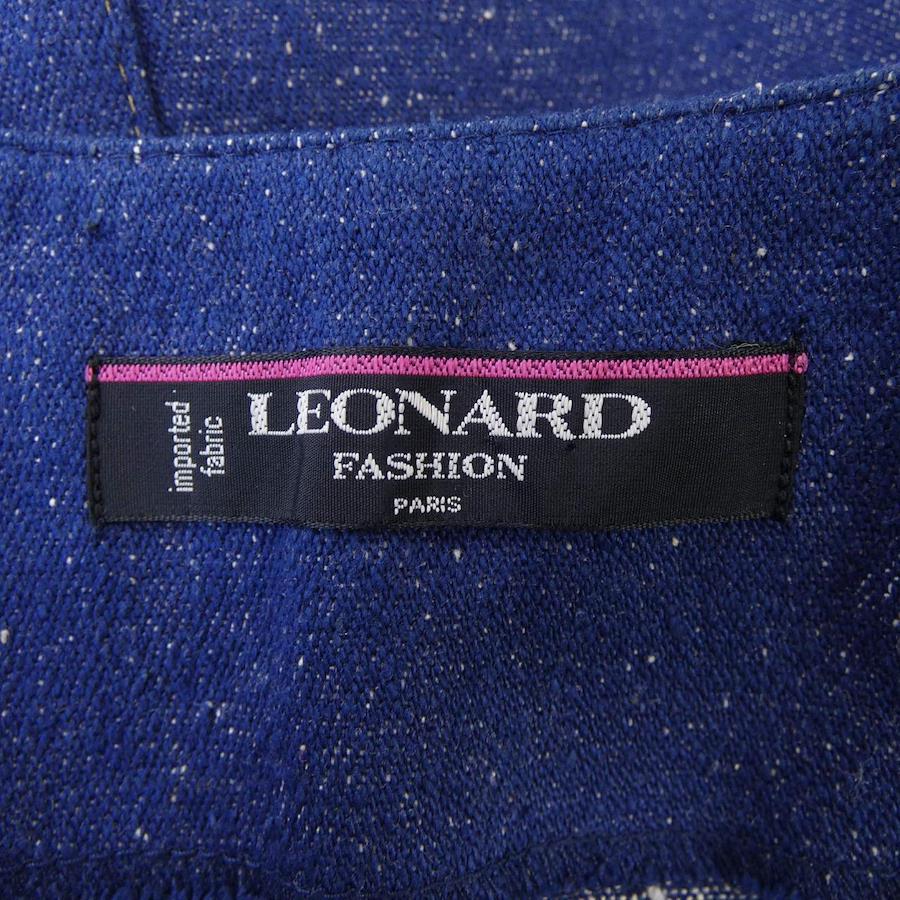 imported
fabric
LEONARD
FASHION
PARIS